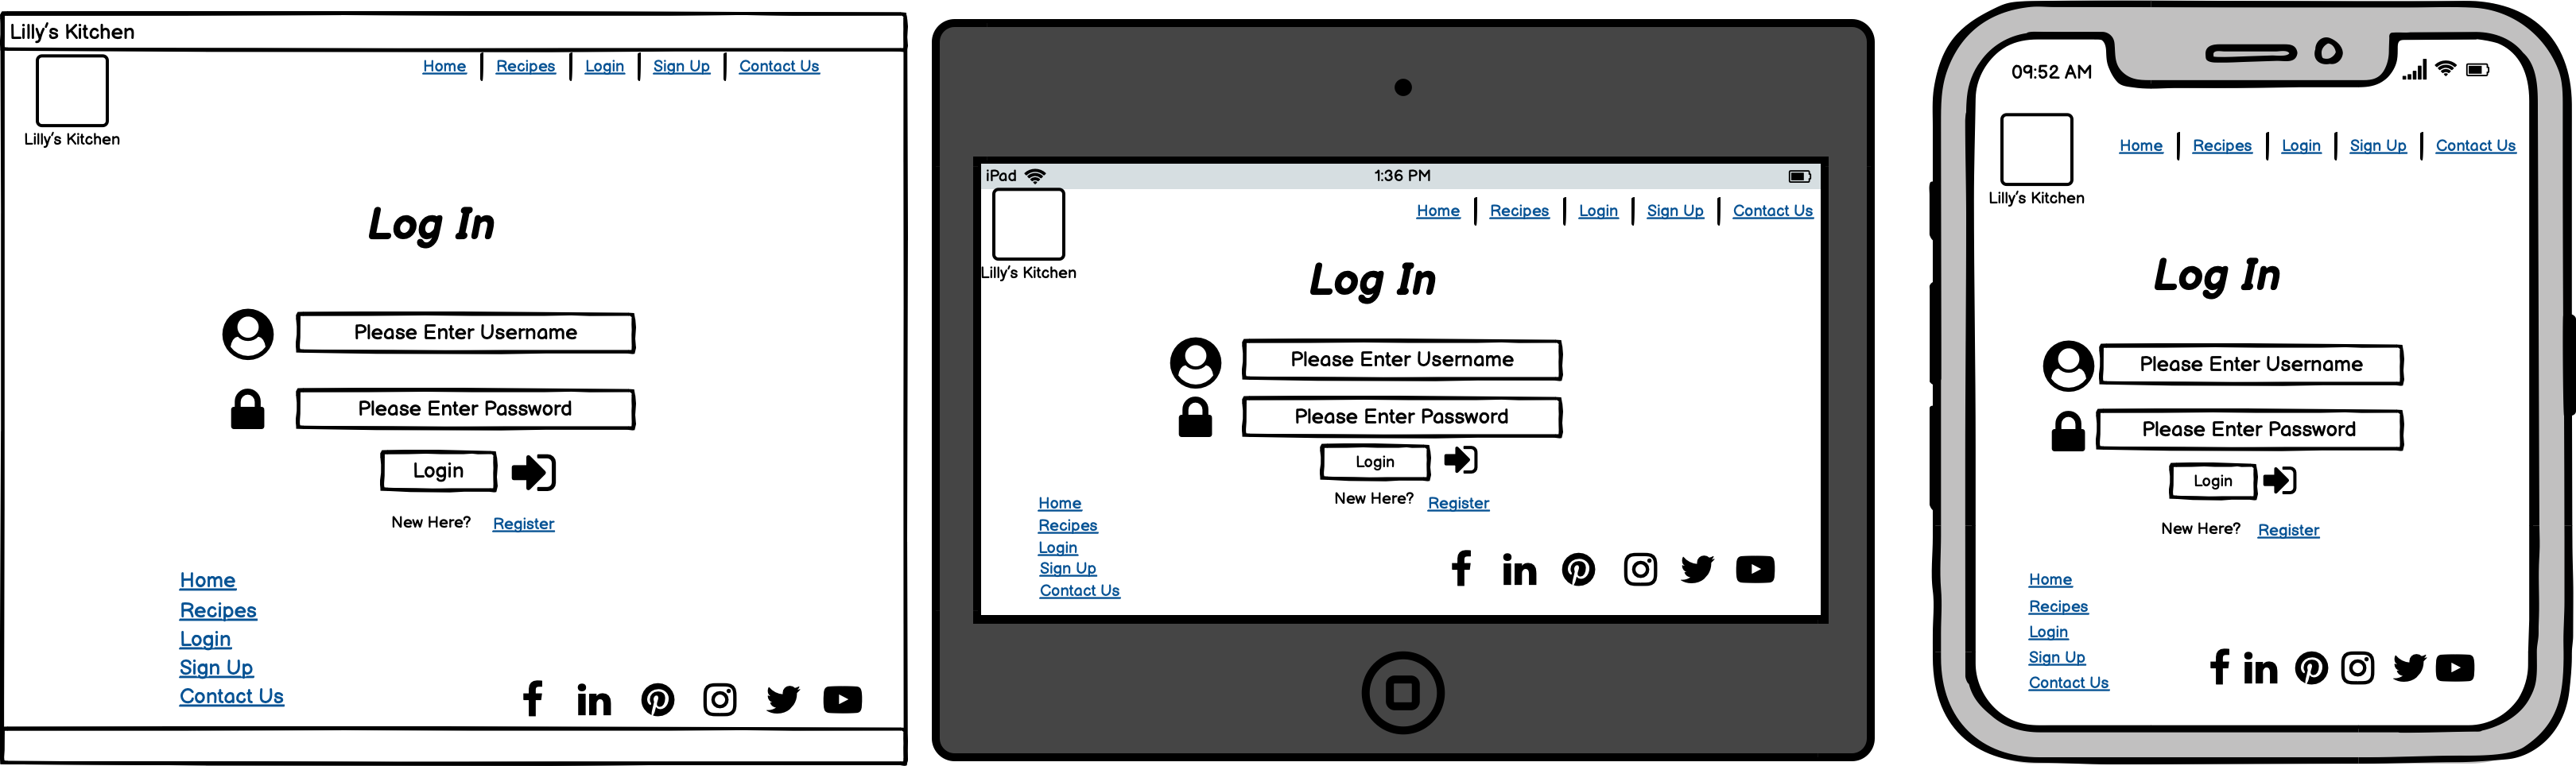 Lilly's Kitchen
Home Recipes Login Sign Up Contact Us
Lilly's Kitchen
Log In
Please Enter Username
Please Enter Password
Login
New Here? Register
Home
Recipes
Login
Sign Up
Contact Us
iPad 1:36 PM
Home Recipes Login Sign Up Contact Us
Lilly's Kitchen
Log In
Please Enter Username
Please Enter Password
Login
New Here? Register
Home
Recipes
Login
Sign Up
Contact Us
09:52 AM
Home Recipes Login Sign Up Contact Us
Lilly's Kitchen
Log In
Please Enter Username
Please Enter Password
Login
New Here? Register
Home
Recipes
Login
Sign Up
Contact Us